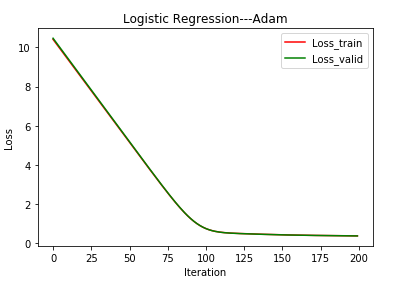 Logistic Regression---Adam
Loss_train
Loss_valid
10
8
6
4
2
0
Loss
0 25 50 75 100 125 150 175 200
Iteration